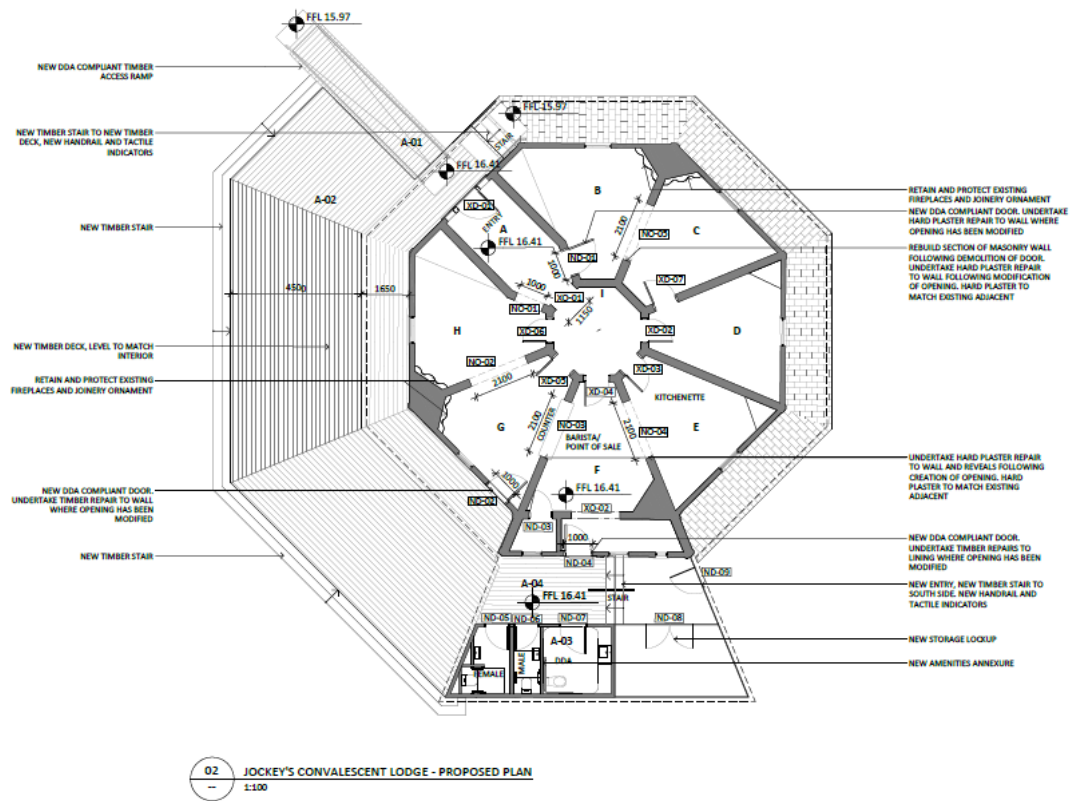 FFL 15.97
NEW DDA COMPLIANT TIMBER
ACCESS RAMP
FFL 15.97
NEW TIMBER STAIR TO NEW TIMBER
DECK, NEW HANDRAIL AND TACTILE
INDICATORS
A-01
STAIR
FFL 16.41
A-02
B
RETAIN AND PROTECT EXISTING
FIREPLACES AND JOINERY ORNAMENT
NEW DDA COMPLIANT DOOR. UNDERTAKE
HARD PLASTER REPAIR TO WALL WHERE
OPENING HAS BEEN MODIFIED
NEW TIMBER STAIR
ENTRY
A
2100
NO-05
C
FFL 16.41
REBUILD SECTION OF MASONRY WALL
FOLLOWING DEMOLITION OF DOOR.
UNDERTAKE HARD PLASTER REPAIR
TO WALL FOLLOWING MODIFICATION
OF OPENING. HARD PLASTER TO
MATCH EXISTING ADJACENT
1000
XD-07
4500
1650
1000
XO-01
I
NO-01
1150
H
XD-06
XD-02
D
NEW TIMBER DECK, LEVEL TO MATCH
INTERIOR
NO-02
XD-03
RETAIN AND PROTECT EXISTING
FIREPLACES AND JOINERY ORNAMENT
2100
XD-05
XD-04
KITCHENETTE
G
2100
COUNTER
NO-03
BARISTA/
POINT OF SALE
2100
NO-04
E
F
UNDERTAKE HARD PLASTER REPAIR
TO WALL AND REVEALS FOLLOWING
CREATION OF OPENING. HARD
PLASTER TO MATCH EXISTING
ADJACENT
NEW DDA COMPLIANT DOOR.
UNDERTAKE TIMBER REPAIR TO WALL
WHERE OPENING HAS BEEN
MODIFIED
1000
ND-02
FFL 16.41
XO-02
ND-03
1000
NEW DDA COMPLIANT DOOR.
UNDERTAKE TIMBER REPAIRS TO
LINING WHERE OPENING HAS BEEN
MODIFIED
NEW TIMBER STAIR
ND-04
ND-09
A-04
FFL 16.41
STAIR
NEW ENTRY, NEW TIMBER STAIR TO
SOUTH SIDE. NEW HANDRAIL AND
TACTILE INDICATORS
ND-05
ND-06
ND-07
ND-08
A-03
NEW STORAGE LOCKUP
FEMALE
MALE
DDA
NEW AMENITIES ANNEXURE
02
--
JOCKEY'S CONVALESCENT LODGE - PROPOSED PLAN
1:100